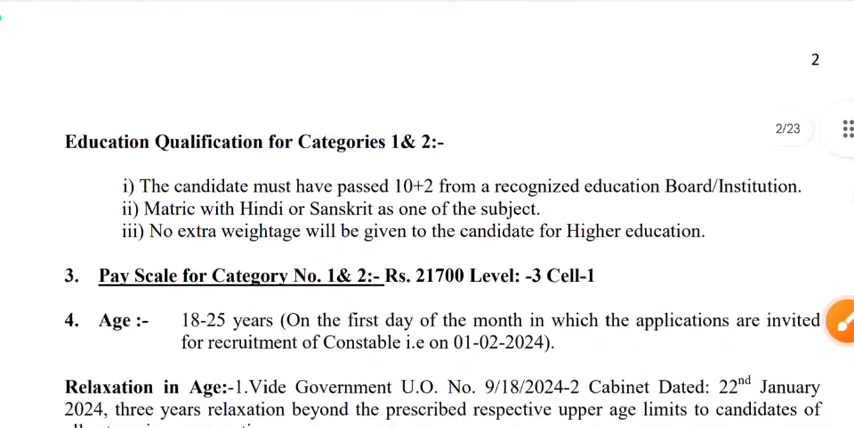 2
2/23
Education Qualification for Categories 1& 2:-
i) The candidate must have passed 10+2 from a recognized education Board/Institution.
ii) Matric with Hindi or Sanskrit as one of the subject.
iii) No extra weightage will be given to the candidate for Higher education.
3. Pay Scale for Category No. 1& 2:- Rs. 21700 Level: -3 Cell-1
4. Age :- 18-25 years (On the first day of the month in which the applications are invited
for recruitment of Constable i.e on 01-02-2024).
Relaxation in Age:-1.Vide Government U.O. No. 9/18/2024-2 Cabinet Dated: 22nd January
2024, three years relaxation beyond the prescribed respective upper age limits to candidates of